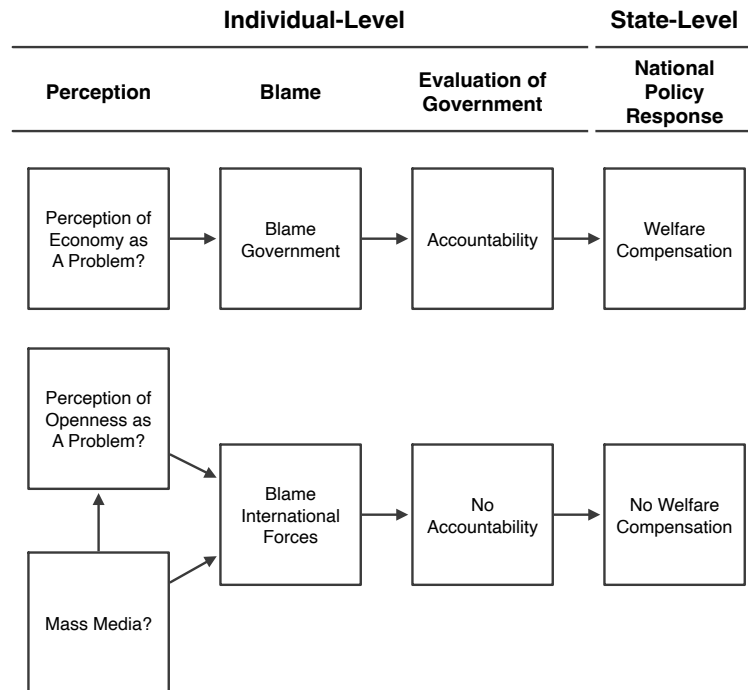 Individual-Level
State-Level
Perception
Blame
Evaluation of
Government
National
Policy
Response
Perception of
Economy as
A Problem?
Blame
Government
Accountability
Welfare
Compensation
Perception of
Openness as
A Problem?
Blame
International
Forces
No
Accountability
No Welfare
Compensation
Mass Media?